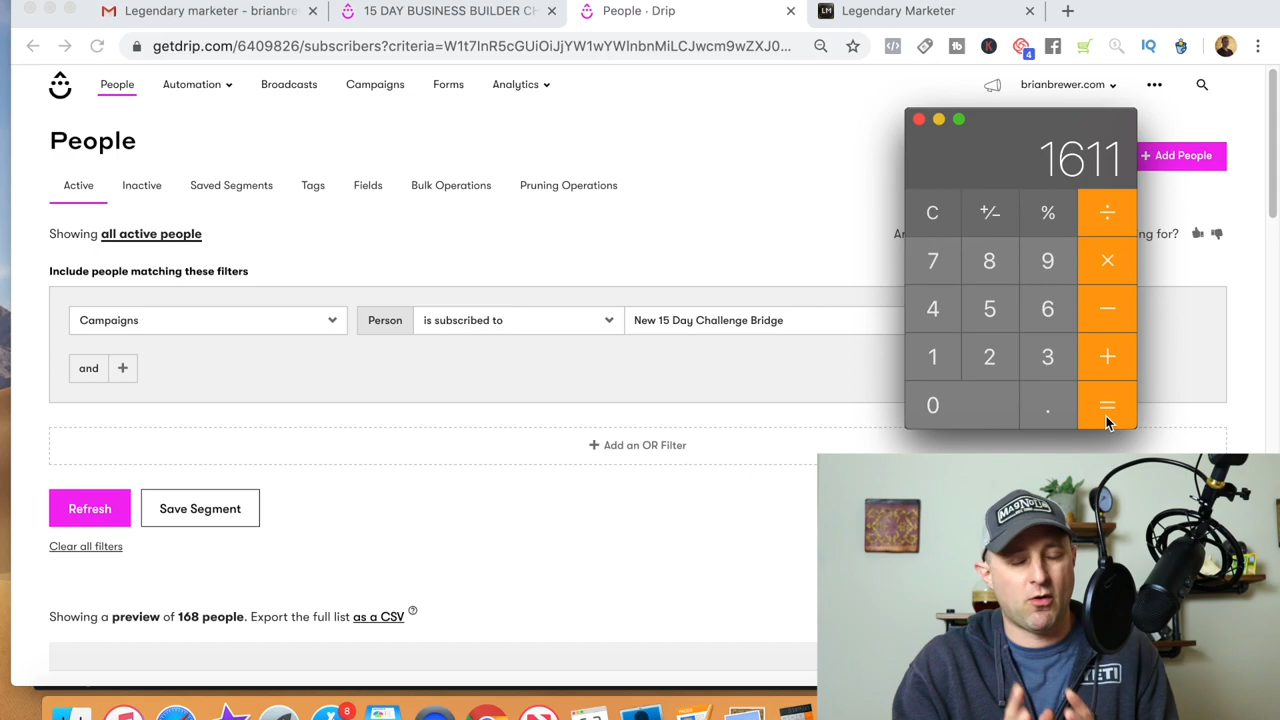 Legendary marketer - brianbre
15 DAY BUSINESS BUILDER CH
People · Drip
Legendary Marketer
getdrip.com/6409826/subscribers?criteria=W1t7InR5cGUiOiJjYW1wYWlnbnMiLCJwcm9wZXJ0...
4
People
Automation
Broadcasts
Campaigns
Forms
Analytics
brianbrewer.com
People
+ Add People
Active
Inactive
Saved Segments
Tags
Fields
Bulk Operations
Pruning Operations
Showing all active people
ng for?
Include people matching these filters
Campaigns
Person
is subscribed to
New 15 Day Challenge Bridge
and +
+ Add an OR Filter
Refresh
Save Segment
Clear all filters
Showing a preview of 168 people. Export the full list as a CSV ?
1611
C +/- % ÷
7 8 9 ×
4 5 6 −
1 2 3 +
0 . =
MAGNOLIA
YETI
8